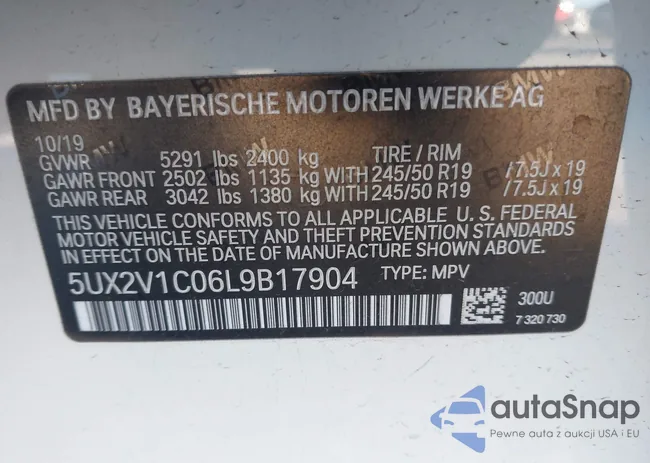 MFD BY BAYERISCHE MOTOREN WERKE AG
10/19
GVWR 5291 lbs 2400 kg TIRE / RIM
GAWR FRONT 2502 lbs 1135 kg WITH 245/50 R19 / 7.5J x 19
GAWR REAR 3042 lbs 1380 kg WITH 245/50 R19 / 7.5J x 19
THIS VEHICLE CONFORMS TO ALL APPLICABLE U. S. FEDERAL
MOTOR VEHICLE SAFETY AND THEFT PREVENTION STANDARDS
IN EFFECT ON THE DATE OF MANUFACTURE SHOWN ABOVE
5UX2V1C06L9B17904 TYPE: MPV
300U
7 320 730
autoSnap
Pewne auta z aukcji USA i EU